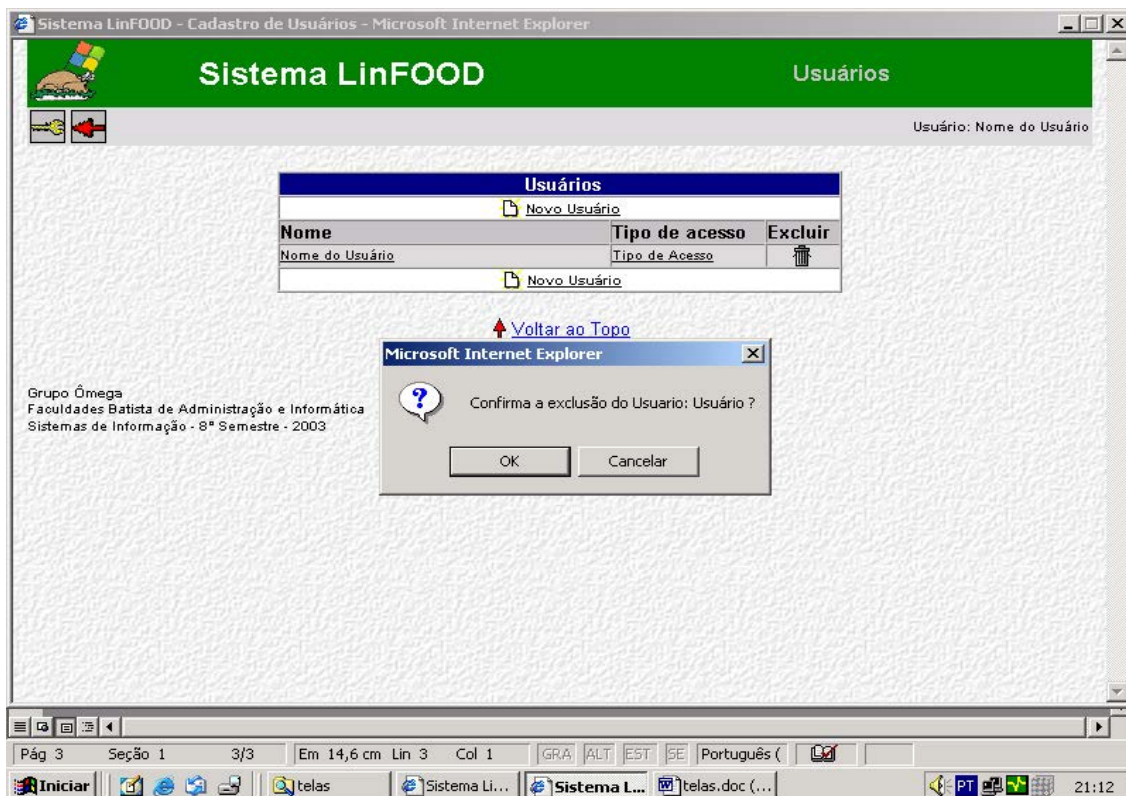 Sistema LinFOOD - Cadastro de Usuários - Microsoft Internet Explorer
Sistema LinFOOD
Usuários
Usuário: Nome do Usuário
Usuários
Novo Usuário
Nome Tipo de acesso Excluir
Nome do Usuário Tipo de Acesso
Novo Usuário
Voltar ao Topo
Microsoft Internet Explorer
Confirma a exclusão do Usuario: Usuário ?
OK Cancelar
Grupo Ômega
Faculdades Batista de Administração e Informática
Sistemas de Informação - 8º Semestre - 2003
Pág 3 Seção 1 3/3 Em 14,6 cm Lin 3 Col 1 GRA ALT EST SE Português (
Iniciar telas Sistema Li... Sistema L... telas.doc (... PT 21:12